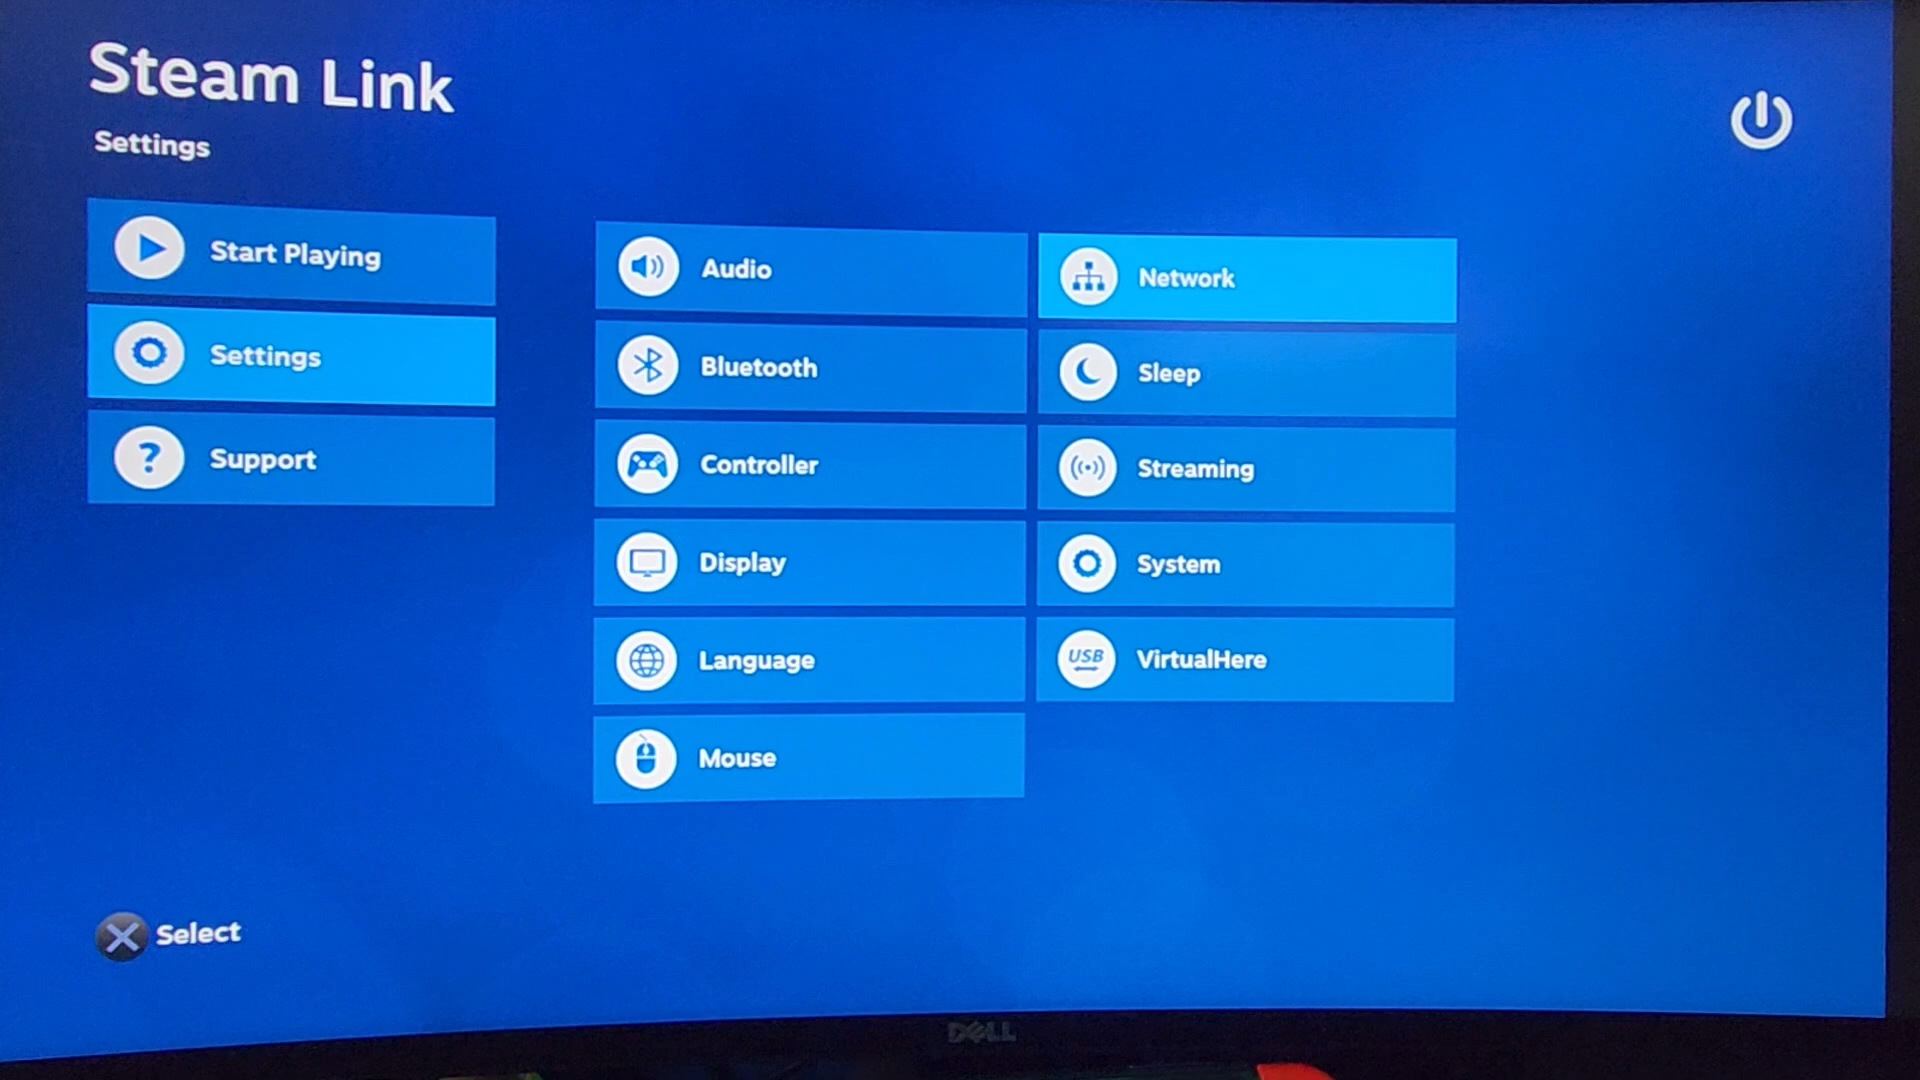 Steam Link
Settings
Start Playing
Settings
Support
Audio
Bluetooth
Controller
Display
Language
Mouse
Network
Sleep
Streaming
System
USB
VirtualHere
Select
DELL